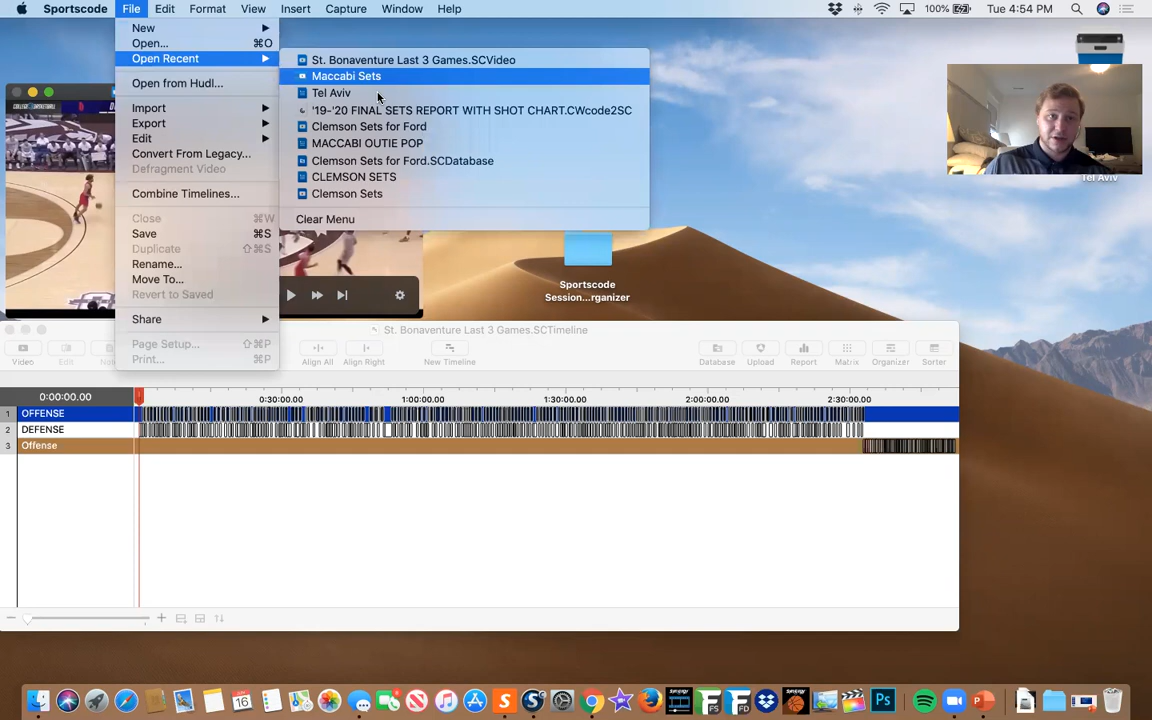 Sportscode File Edit Format View Insert Capture Window Help 100% Tue 4:54 PM
New
Open... ⌘O
Open Recent
Open from Hudl...
Import
Export
Edit
Convert From Legacy...
Defragment Video
Combine Timelines...
Close ⌘W
Save ⌘S
Duplicate ⇧⌘S
Rename...
Move To...
Revert to Saved
Share
Page Setup... ⇧⌘P
Print... ⌘P
St. Bonaventure Last 3 Games.SCVideo
Maccabi Sets
Tel Aviv
'19-'20 FINAL SETS REPORT WITH SHOT CHART.CWcode2SC
Clemson Sets for Ford
MACCABI OUTIE POP
Clemson Sets for Ford.SCDatabase
CLEMSON SETS
Clemson Sets
Clear Menu
Tel Aviv
Sportscode
Session...rganizer
St. Bonaventure Last 3 Games.SCTimeline
Video Edit Align All Align Right New Timeline Database Upload Report Matrix Organizer Sorter
0:00:00.00 0:30:00.00 1:00:00.00 1:30:00.00 2:00:00.00 2:30:00.00
1 OFFENSE
2 DEFENSE
3 Offense